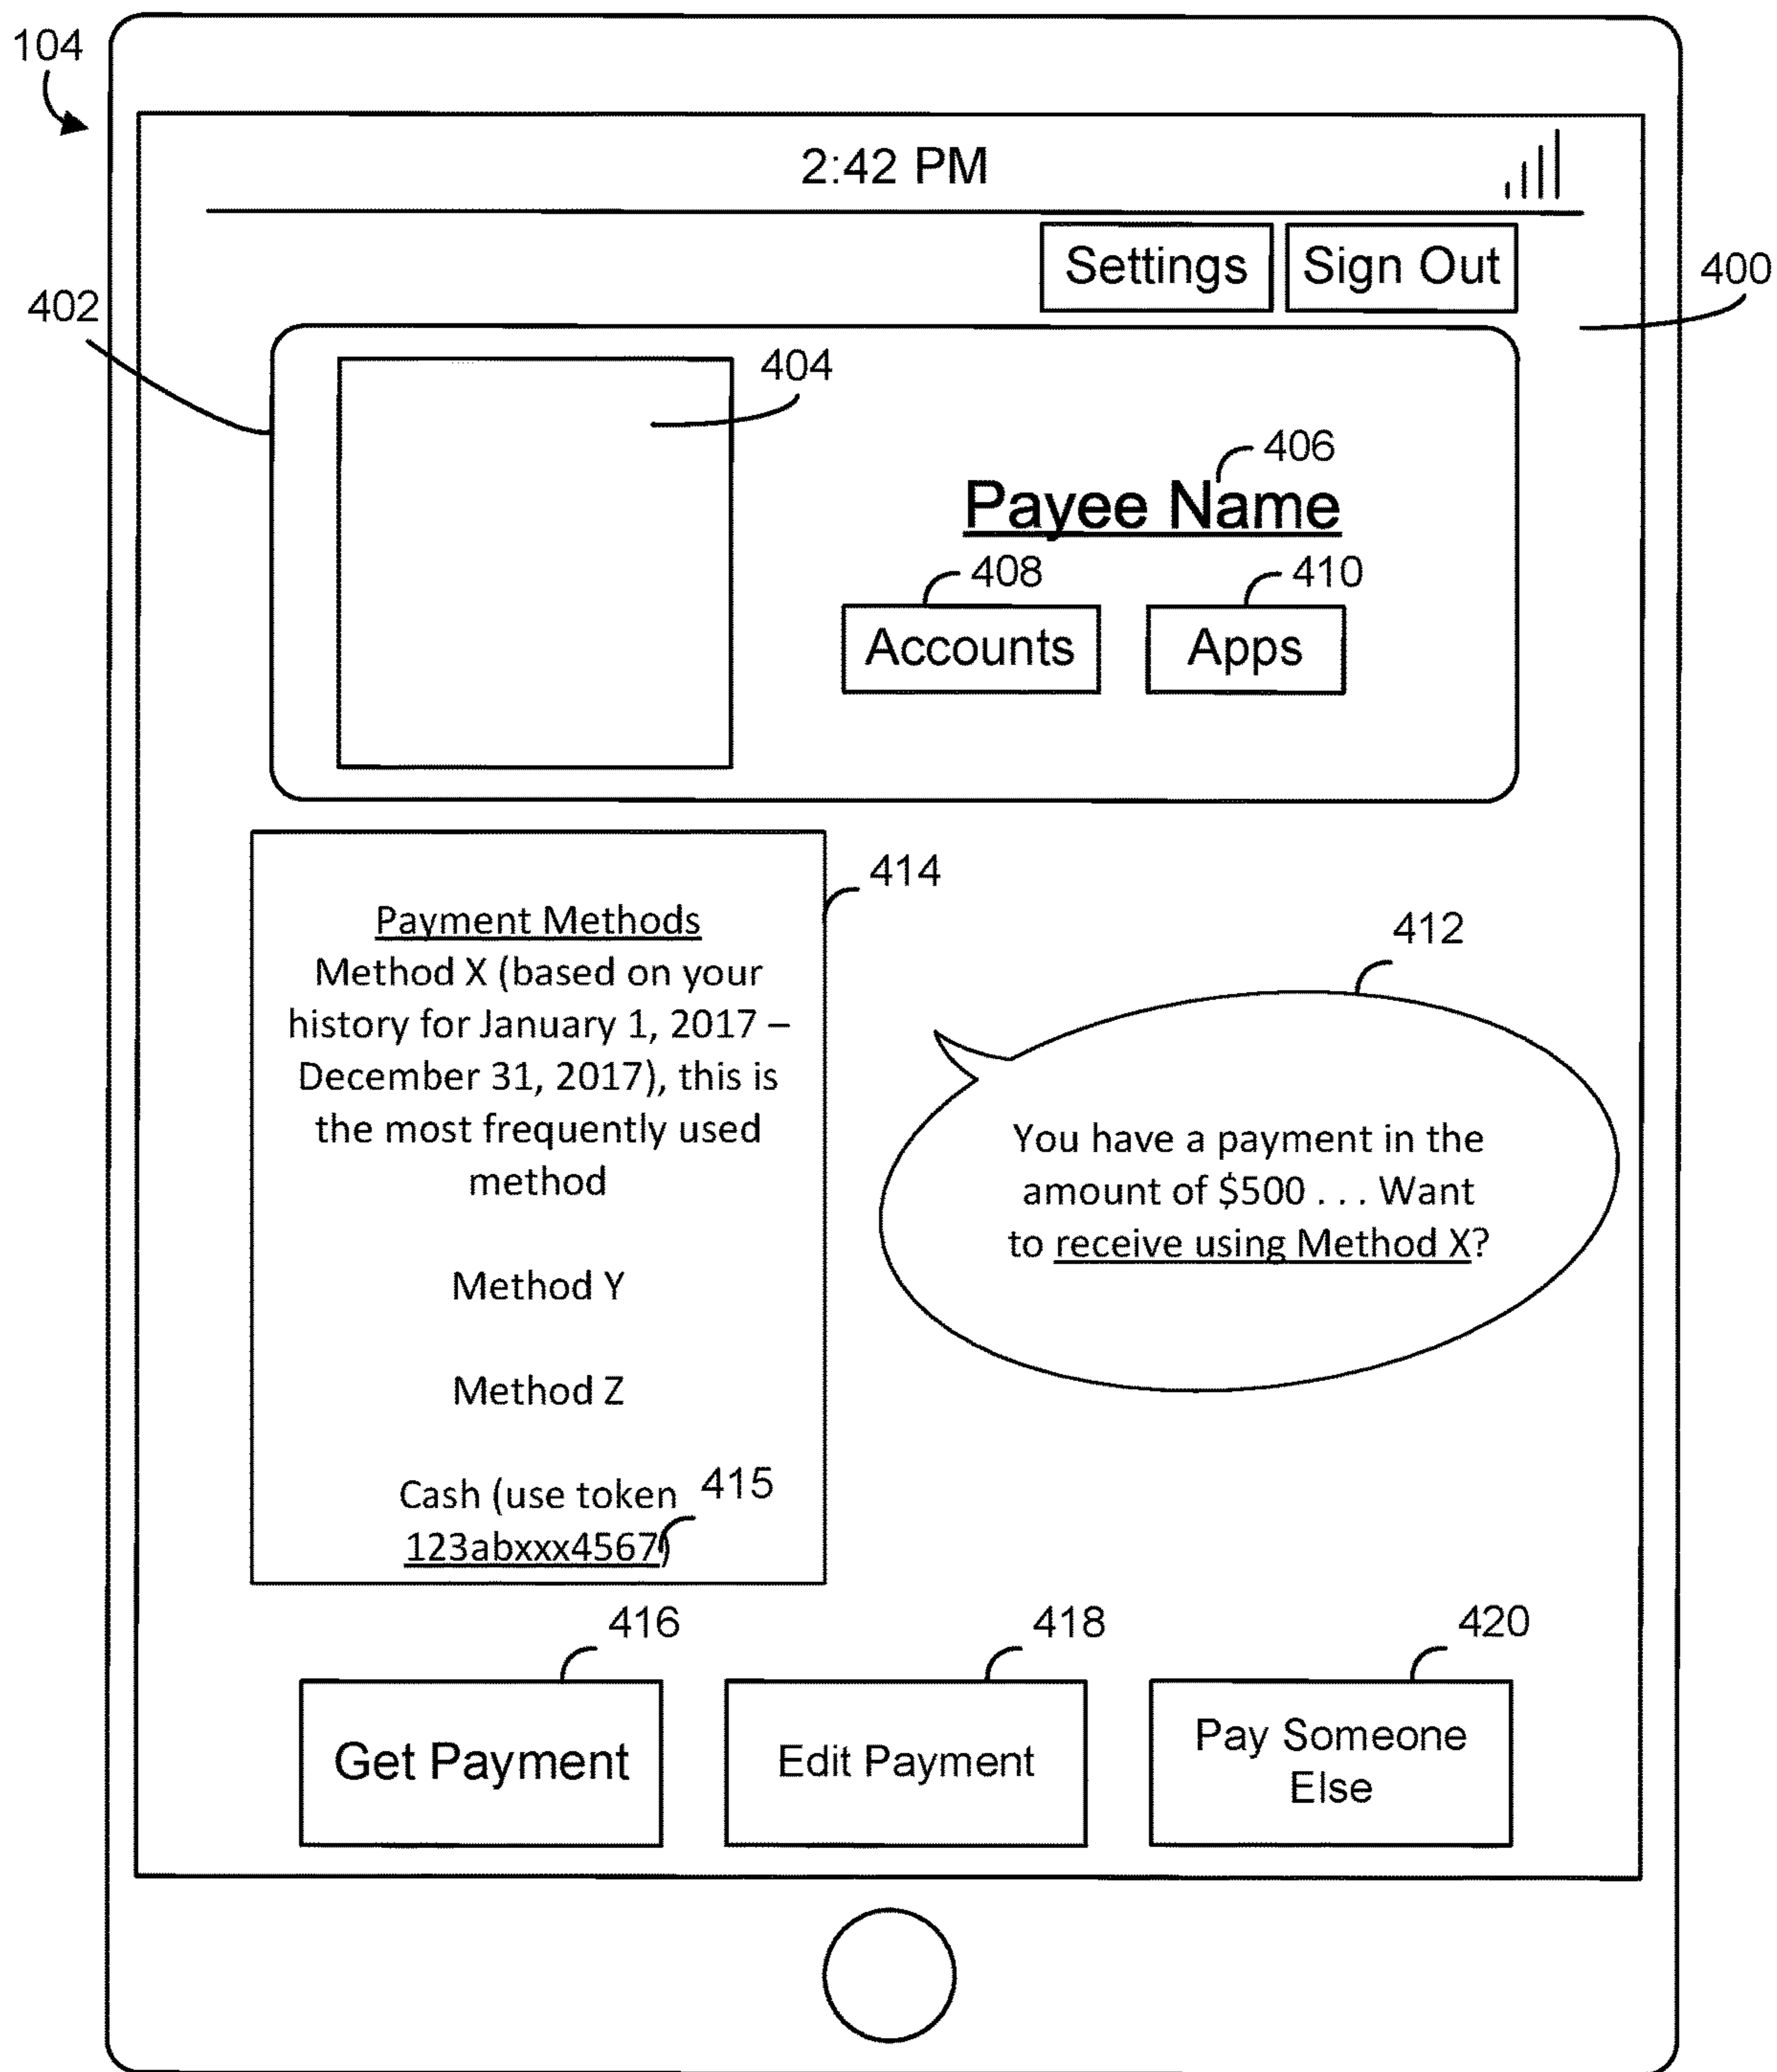 104
2:42 PM
Settings
Sign Out
400
402
404
406
Payee Name
408
410
Accounts
Apps
414
Payment Methods
Method X (based on your
history for January 1, 2017 –
December 31, 2017), this is
the most frequently used
method
Method Y
Method Z
Cash (use token
415
123abxxx4567)
412
You have a payment in the
amount of $500 . . . Want
to receive using Method X?
416
418
420
Get Payment
Edit Payment
Pay Someone
Else